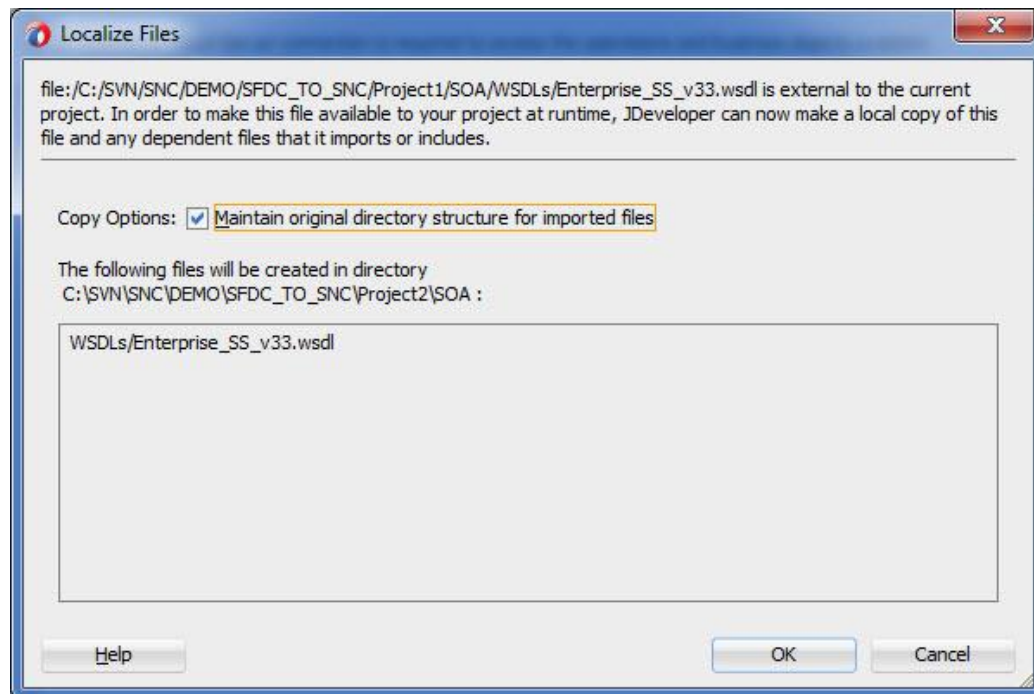 Localize Files
file:/C:/SVN/SNC/DEMO/SFDC_TO_SNC/Project1/SOA/WSDLs/Enterprise_SS_v33.wsdl is external to the current
project. In order to make this file available to your project at runtime, JDeveloper can now make a local copy of this
file and any dependent files that it imports or includes.
Copy Options: Maintain original directory structure for imported files
The following files will be created in directory
C:\SVN\SNC\DEMO\SFDC_TO_SNC\Project2\SOA :
WSDLs/Enterprise_SS_v33.wsdl
Help OK Cancel